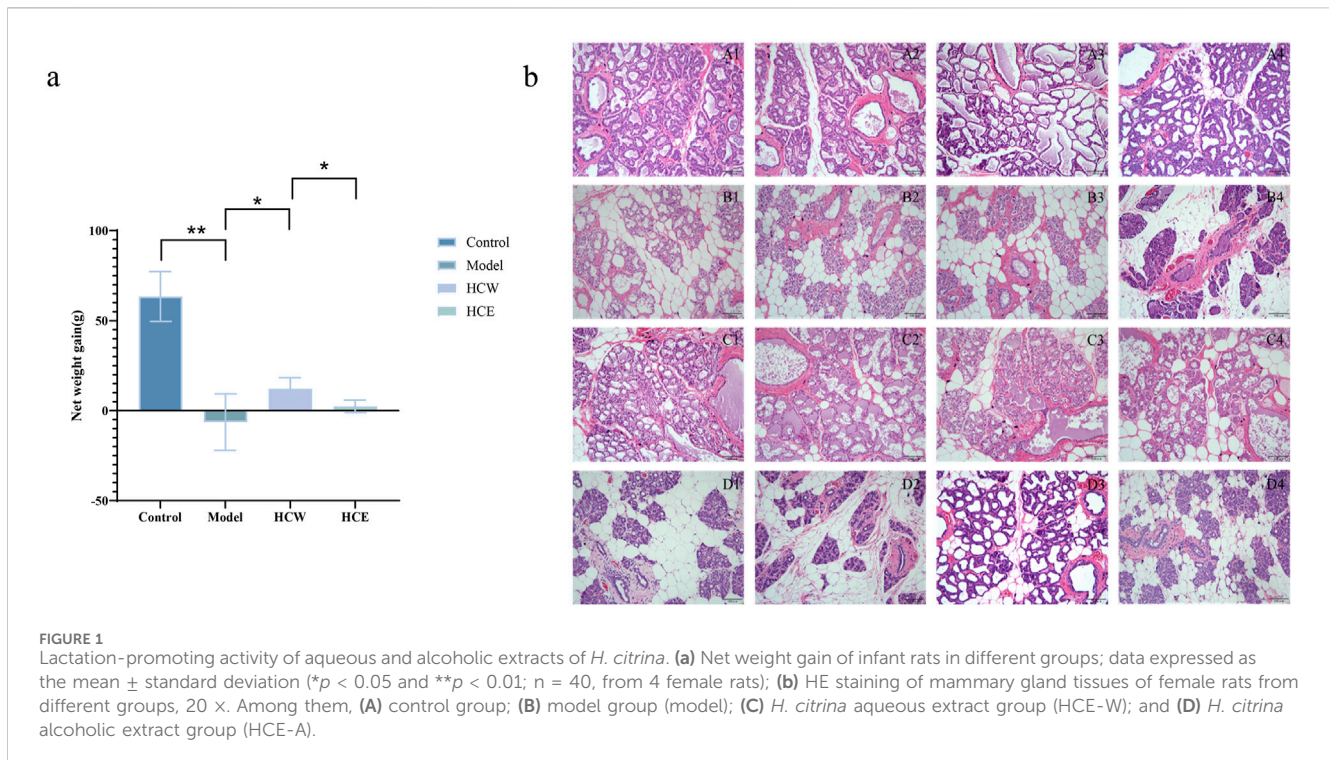 a
b
**
*
*
Net weight gain(g)
100
50
0
-50
Control
Model
HCW
HCE
Control
Model
HCW
HCE
A1
A2
A3
A4
B1
B2
B3
B4
C1
C2
C3
C4
D1
D2
D3
D4
FIGURE 1
Lactation-promoting activity of aqueous and alcoholic extracts of H. citrina. (a) Net weight gain of infant rats in different groups; data expressed as
the mean ± standard deviation (*p < 0.05 and **p < 0.01; n = 40, from 4 female rats); (b) HE staining of mammary gland tissues of female rats from
different groups, 20 ×. Among them, (A) control group; (B) model group (model); (C) H. citrina aqueous extract group (HCE-W); and (D) H. citrina
alcoholic extract group (HCE-A).